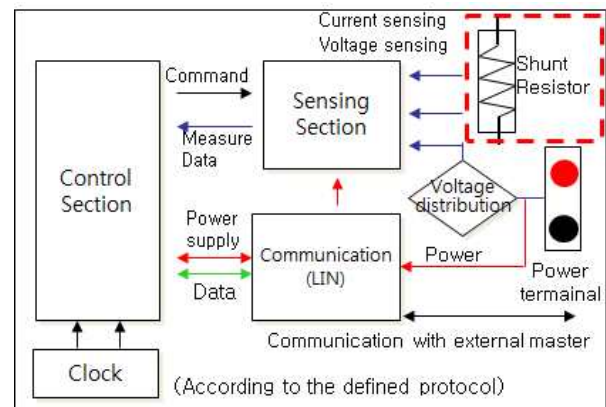 Current sensing
Voltage sensing
Shunt
Resistor
Command
Sensing
Section
Measure
Data
Control
Section
Voltage
distribution
Power
supply
Communication
(LIN)
Power
Power
termainal
Data
Communication with external master
Clock
(According to the defined protocol)